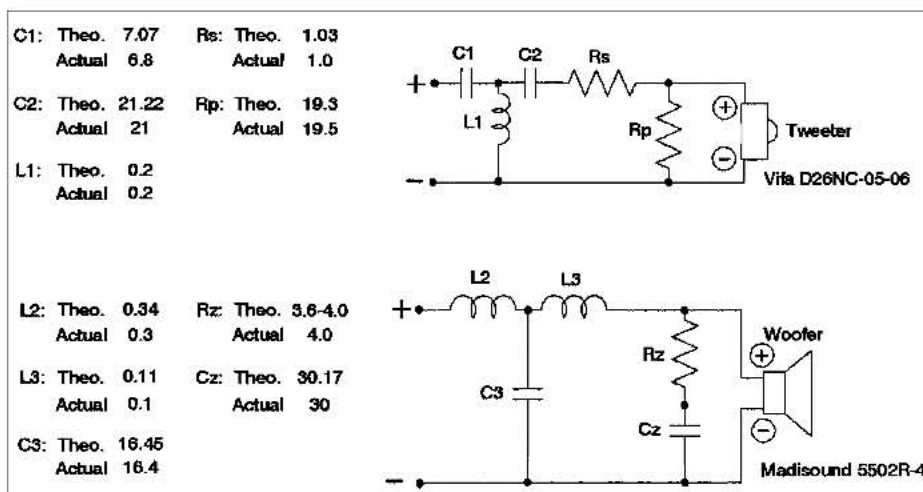 C1: Theo. 7.07 Rs: Theo. 1.03
Actual 6.8 Actual 1.0
C2: Theo. 21.22 Rp: Theo. 19.3
Actual 21 Actual 19.5
L1: Theo. 0.2
Actual 0.2
C1 C2 Rs
+
L1 Rp + Tweeter
−
− Vifa D26NC-05-06
L2: Theo. 0.34 Rz: Theo. 3.6-4.0
Actual 0.3 Actual 4.0
L3: Theo. 0.11 Cz: Theo. 30.17
Actual 0.1 Actual 30
C3: Theo. 16.45
Actual 16.4
L2 L3
+ Woofer
Rz +
C3
Cz −
− Madisound 5502R-4